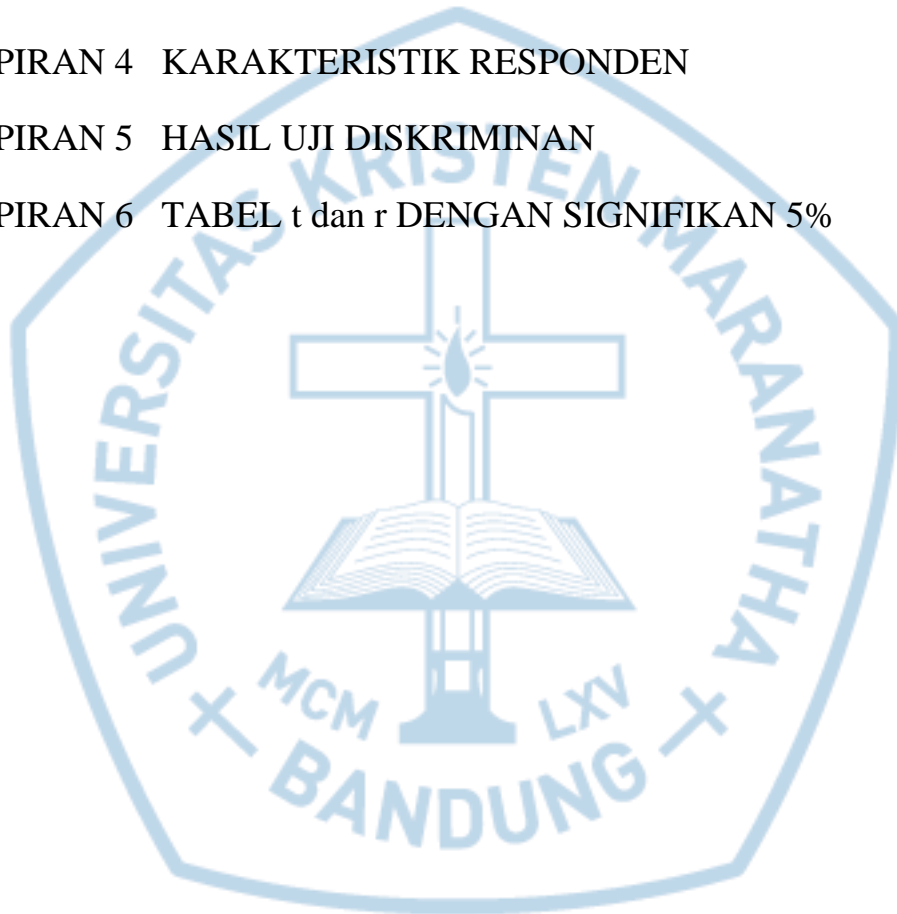 PIRAN 4 KARAKTERISTIK RESPONDEN
PIRAN 5 HASIL UJI DISKRIMINAN
PIRAN 6 TABEL t dan r DENGAN SIGNIFIKAN 5%
UNIVERSITAS KRISTEN MARANATHA
MCM LXV
BANDUNG